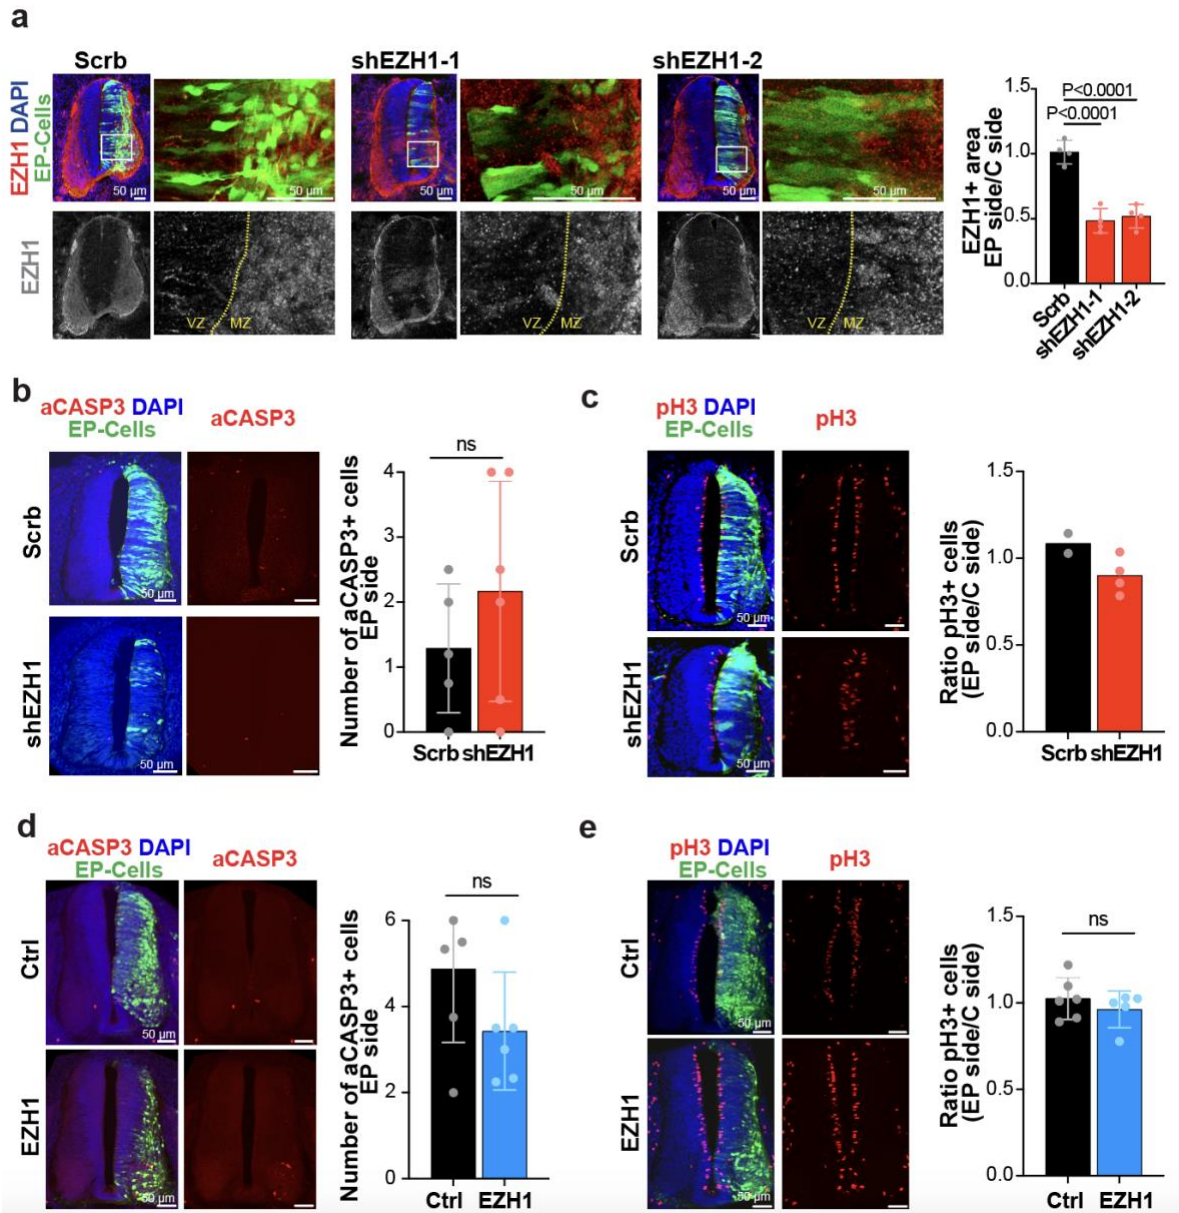 a
Scrb
shEZH1-1
shEZH1-2
EZH1 DAPI
EP-Cells
50 µm
50 µm
50 µm
50 µm
50 µm
50 µm
EZH1
VZ
MZ
VZ
MZ
VZ
MZ
EZH1+ area
EP side/C side
1.5
1.0
0.5
0.0
P<0.0001
P<0.0001
Scrb
shEZH1-1
shEZH1-2
b
aCASP3 DAPI
EP-Cells
aCASP3
Scrb
50 µm
shEZH1
50 µm
Number of aCASP3+ cells
EP side
4
3
2
1
0
ns
Scrb shEZH1
c
pH3 DAPI
EP-Cells
pH3
Scrb
50 µm
shEZH1
50 µm
Ratio pH3+ cells
(EP side/C side)
1.5
1.0
0.5
0.0
Scrb shEZH1
d
aCASP3 DAPI
EP-Cells
aCASP3
Ctrl
50 µm
EZH1
50 µm
Number of aCASP3+ cells
EP side
6
4
2
0
ns
Ctrl EZH1
e
pH3 DAPI
EP-Cells
pH3
Ctrl
50 µm
EZH1
50 µm
Ratio pH3+ cells
(EP side/C side)
1.5
1.0
0.5
0.0
ns
Ctrl EZH1